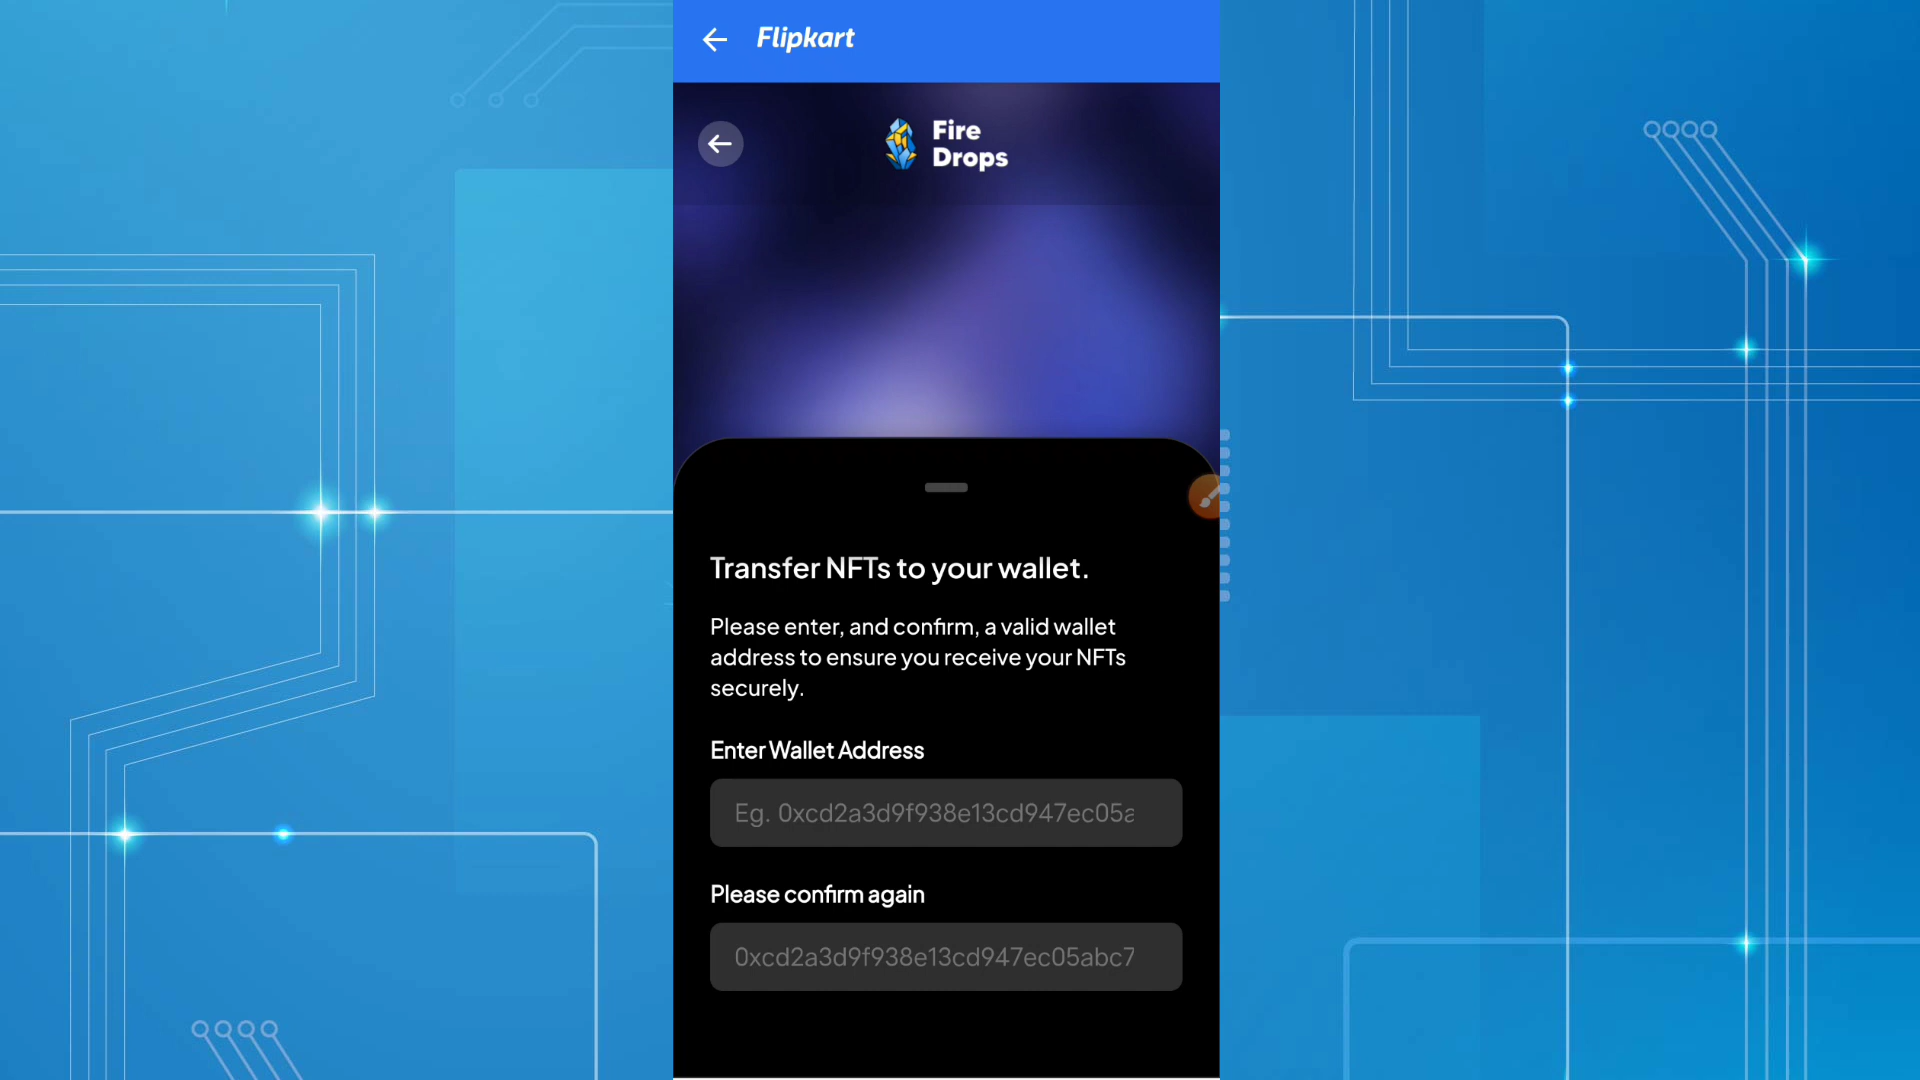 Flipkart
Fire
Drops
Transfer NFTs to your wallet.
Please enter, and confirm, a valid wallet
address to ensure you receive your NFTs
securely.
Enter Wallet Address
Eg. 0xcd2a3d9f938e13cd947ec05a
Please confirm again
0xcd2a3d9f938e13cd947ec05abc7